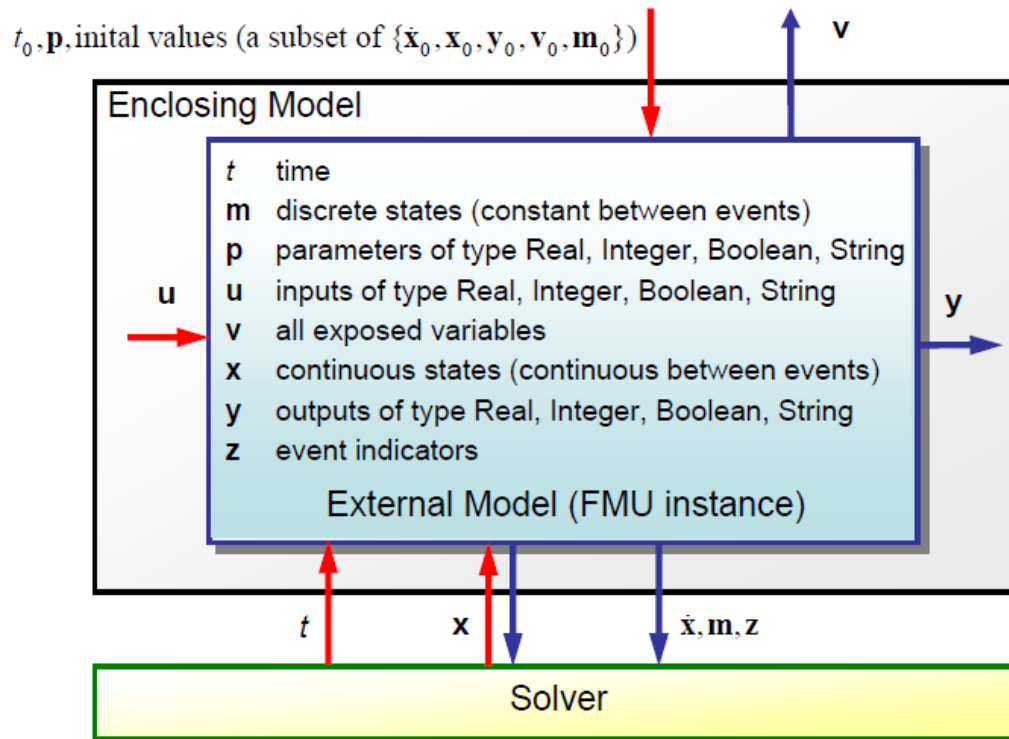 t₀,p,inital values (a subset of {ẋ₀,x₀,y₀,v₀,m₀})
v
Enclosing Model
t time
m discrete states (constant between events)
p parameters of type Real, Integer, Boolean, String
u inputs of type Real, Integer, Boolean, String
v all exposed variables
x continuous states (continuous between events)
y outputs of type Real, Integer, Boolean, String
z event indicators
External Model (FMU instance)
u
y
t
x
ẋ,m,z
Solver